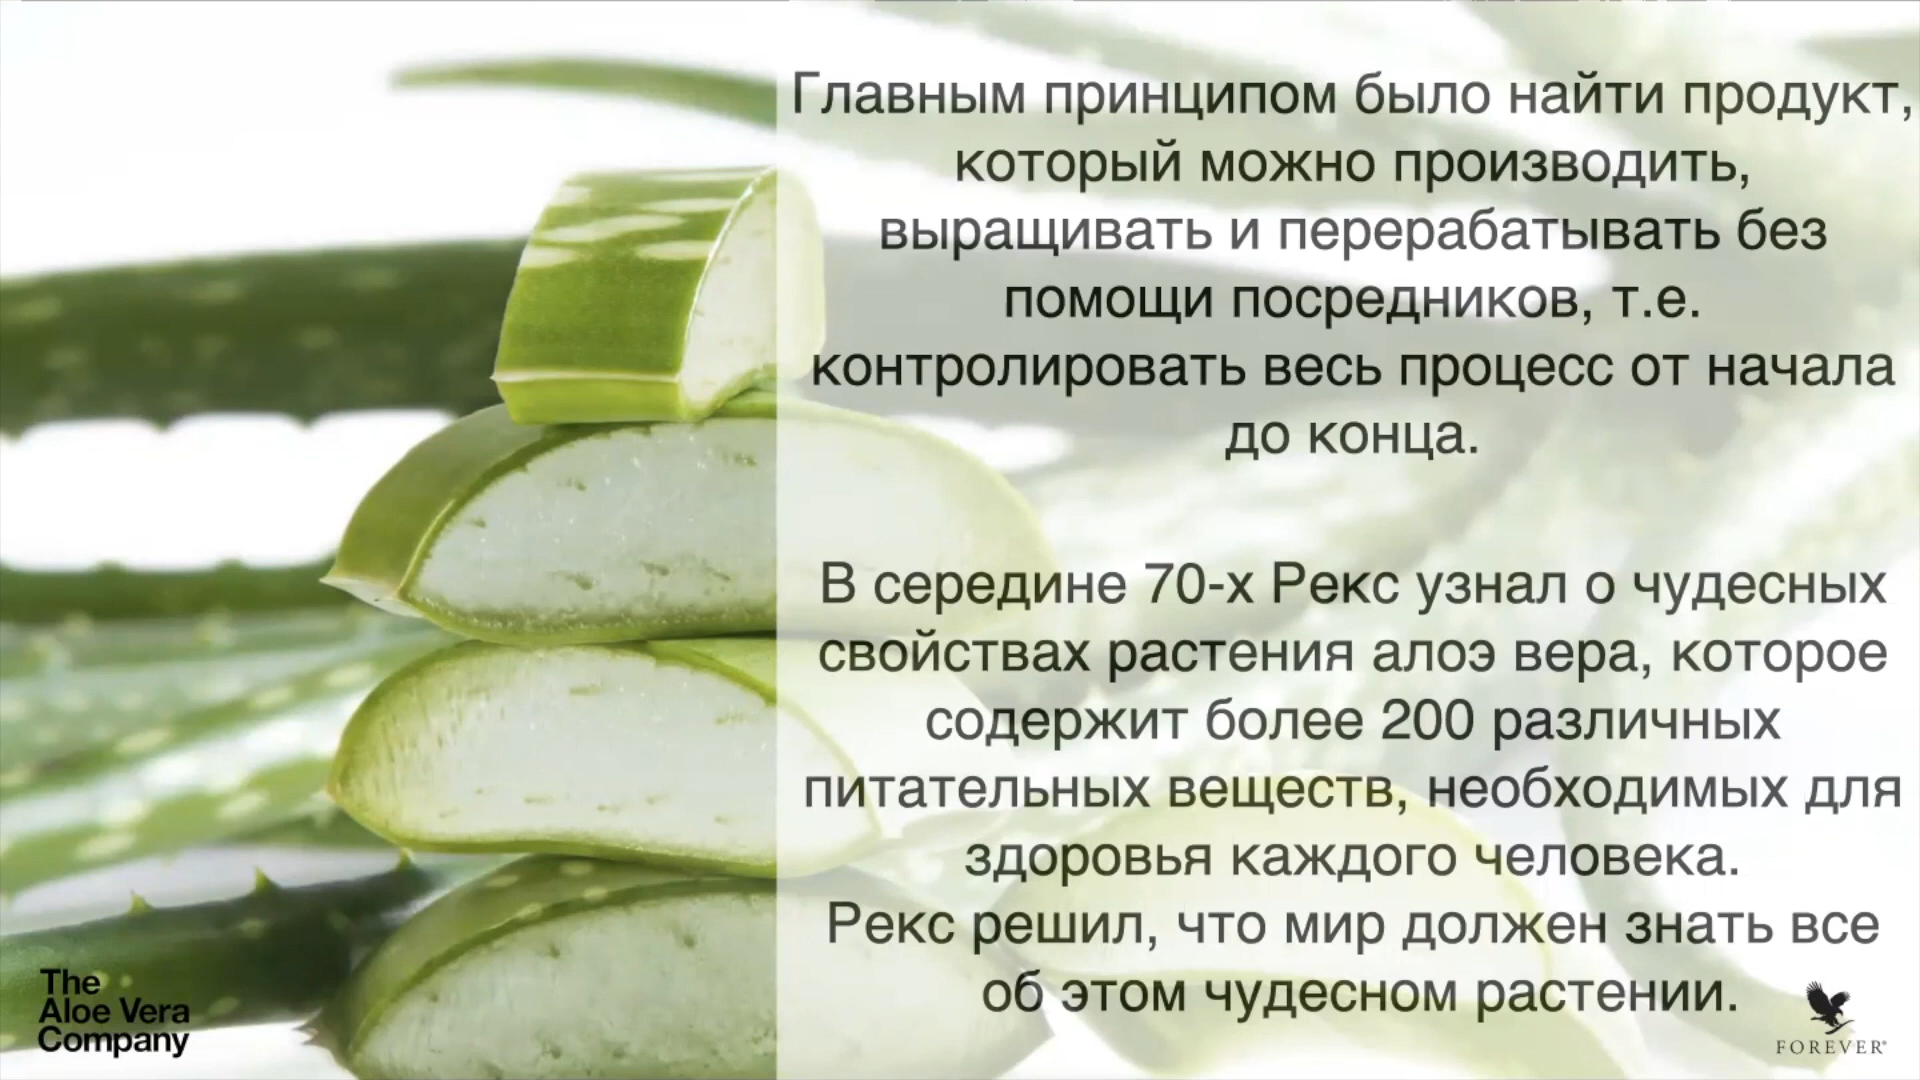 Главным принципом было найти продукт,
который можно производить,
выращивать и перерабатывать без
помощи посредников, т.е.
контролировать весь процесс от начала
до конца.
В середине 70-х Рекс узнал о чудесных
свойствах растения алоэ вера, которое
содержит более 200 различных
питательных веществ, необходимых для
здоровья каждого человека.
Рекс решил, что мир должен знать все
об этом чудесном растении.
The
Aloe Vera
Company
FOREVER®